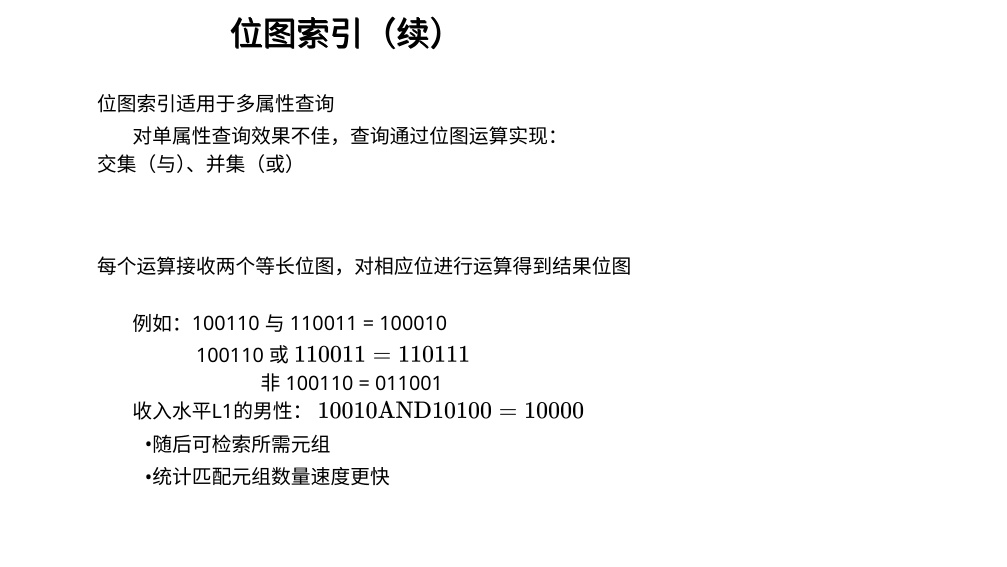 位图索引（续）
位图索引适用于多属性查询
对单属性查询效果不佳，查询通过位图运算实现：
交集（与）、并集（或）
每个运算接收两个等长位图，对相应位进行运算得到结果位图
例如：100110 与 110011 = 100010
100110 或 110011 = 110111
非 100110 = 011001
收入水平L1的男性： 10010AND10100 = 10000
•随后可检索所需元组
•统计匹配元组数量速度更快